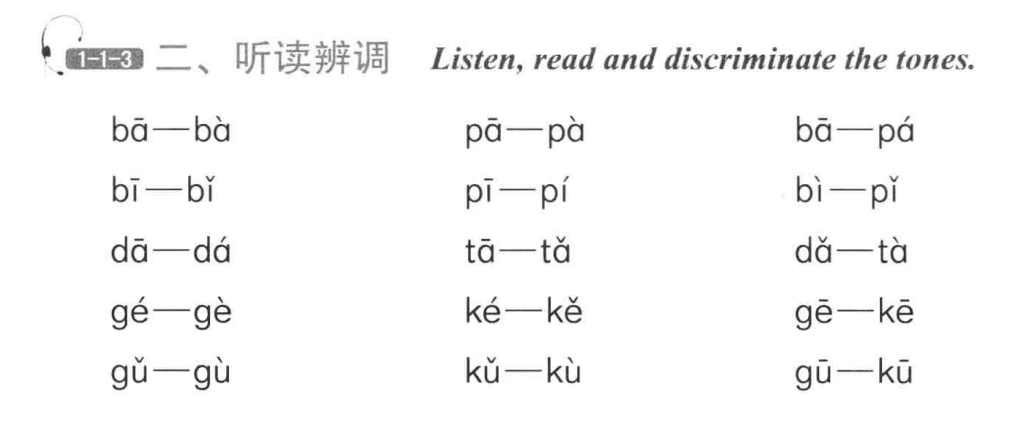 1-1-3 二、听读辨调 Listen, read and discriminate the tones.
bā—bà pā—pà bā—pá
bī—bǐ pī—pí bì—pǐ
dā—dá tā—tǎ dǎ—tà
gé—gè ké—kě gē—kē
gǔ—gù kǔ—kù gū—kū